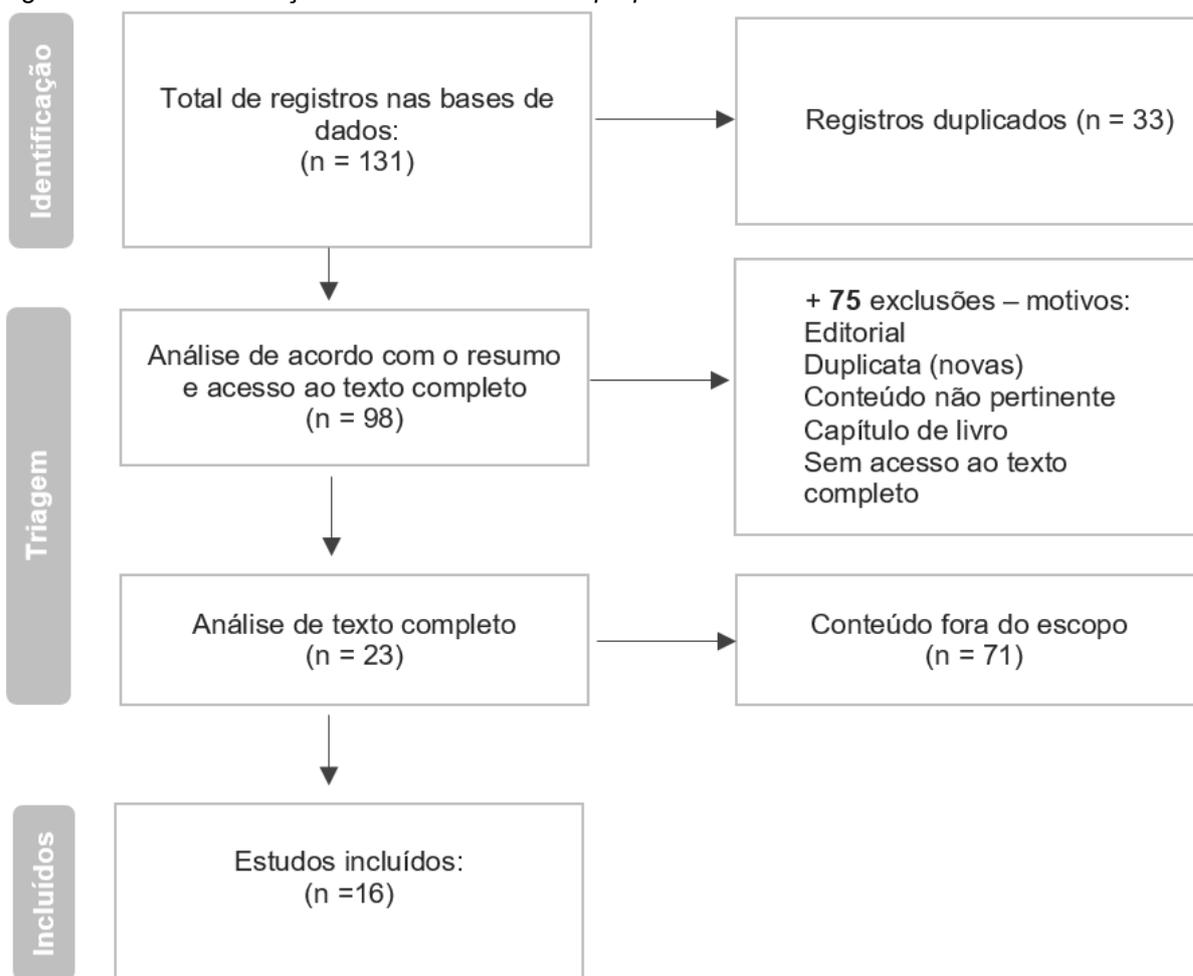 Identificação
Total de registros nas bases de
dados:
(n = 131)
Registros duplicados (n = 33)
Triagem
Análise de acordo com o resumo
e acesso ao texto completo
(n = 98)
+ 75 exclusões – motivos:
Editorial
Duplicata (novas)
Conteúdo não pertinente
Capítulo de livro
Sem acesso ao texto
completo
Análise de texto completo
(n = 23)
Conteúdo fora do escopo
(n = 71)
Incluídos
Estudos incluídos:
(n =16)